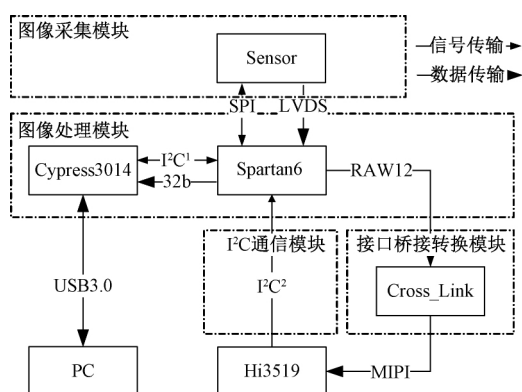 图像采集模块
Sensor
信号传输
数据传输
SPI
LVDS
图像处理模块
Cypress3014
I²C¹
32b
Spartan6
RAW12
I²C通信模块
接口桥接转换模块
USB3.0
I²C²
Cross_Link
PC
Hi3519
MIPI